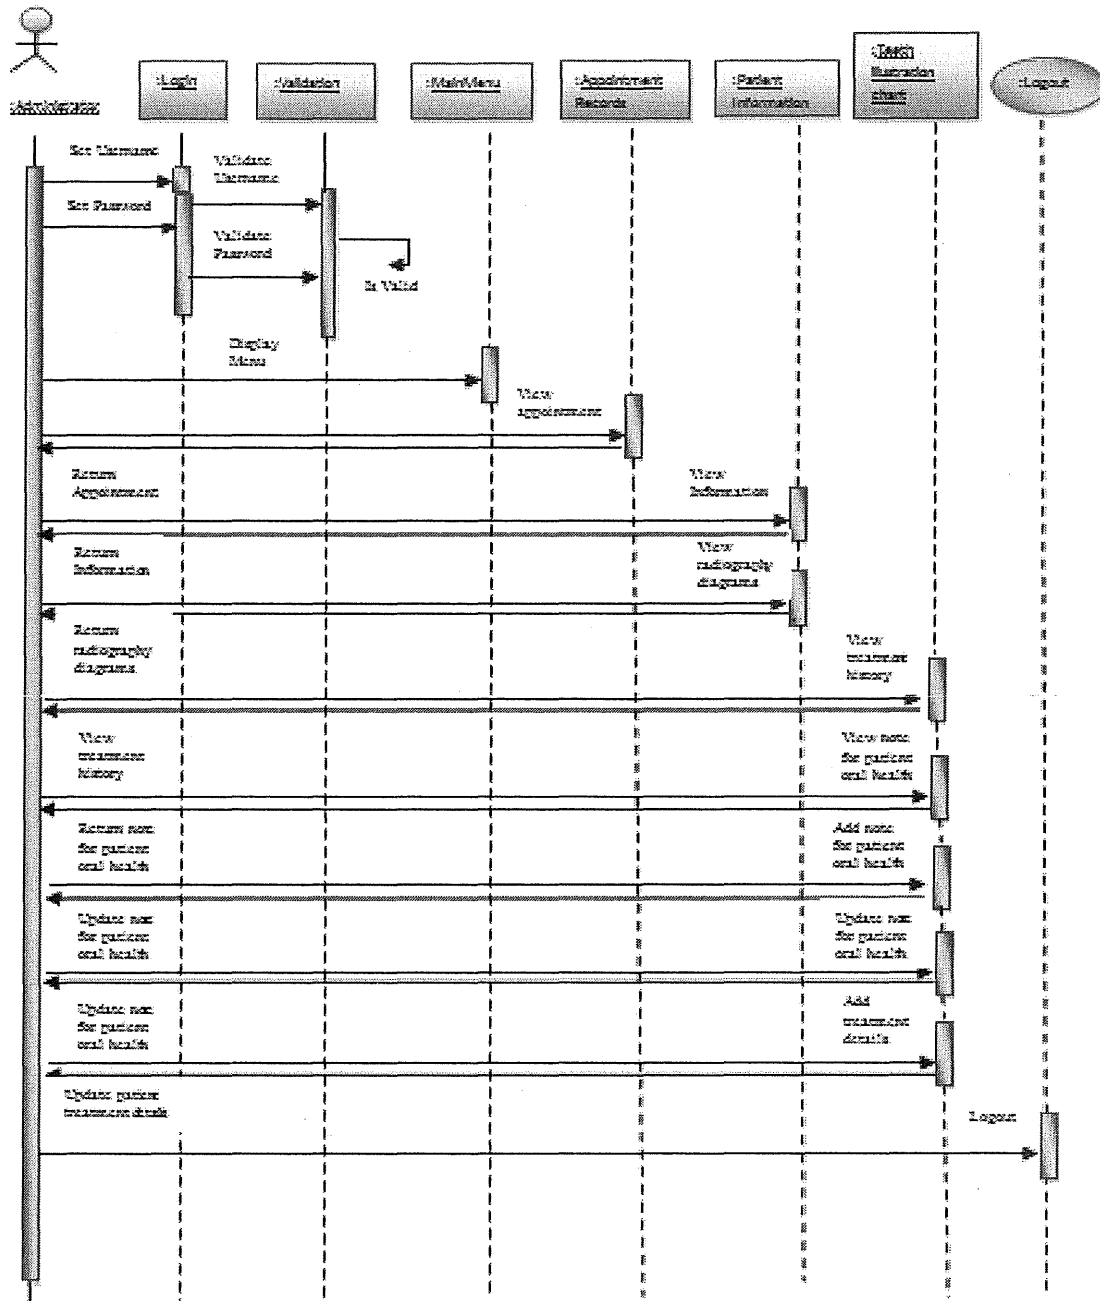 :Teeth
:Login
:Validation
:MainMenu
:Appointment
:Patient
Illustration
:Logout
Records
Information
chart
:Administrator
Set Username
Validate
Username
Set Password
Validate
Password
Is Valid
Display
Menu
View
appointment
Return
Appointment
View
Information
Return
Information
View
radiography
diagrams
Return
radiography
diagrams
View
treatment
history
View
treatment
history
View note
for patient
oral health
Return note
for patient
oral health
Add note
for patient
oral health
Update not
for patient
oral health
Update not
for patient
oral health
Update not
for patient
oral health
Add
treatment
details
Update patient
treatment details
Logout